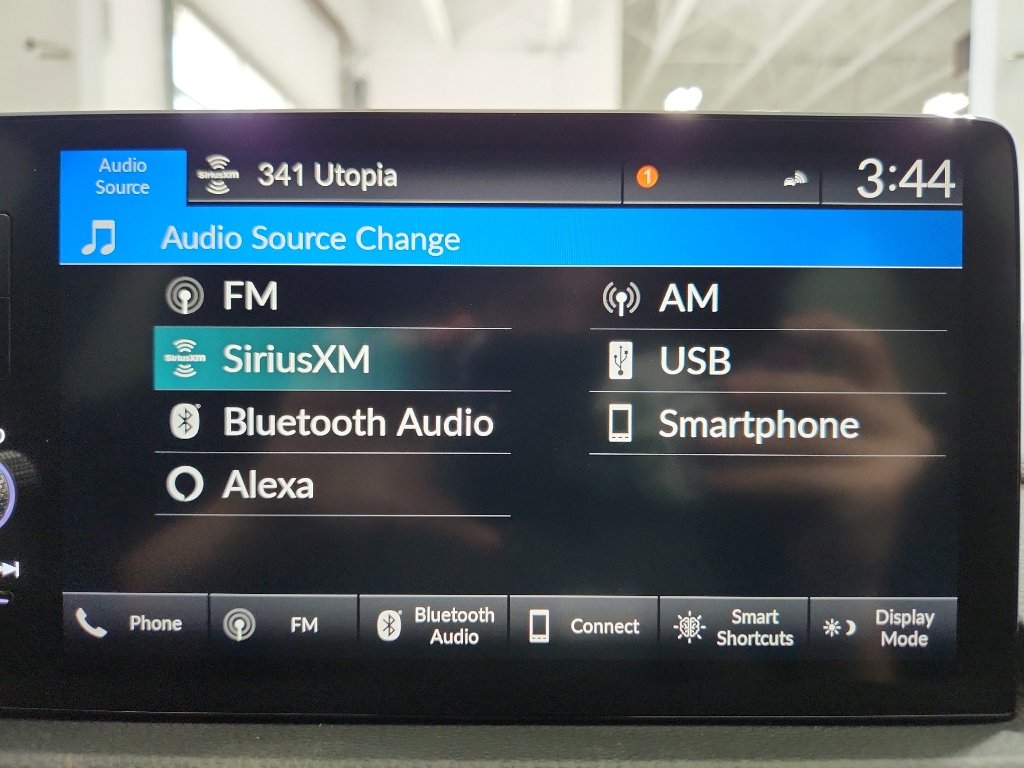 Audio
Source
SiriusXM
341 Utopia
1
3:44
Audio Source Change
FM
AM
SiriusXM
SiriusXM
USB
Bluetooth Audio
Smartphone
Alexa
Phone
FM
Bluetooth
Audio
Connect
Smart
Shortcuts
Display
Mode